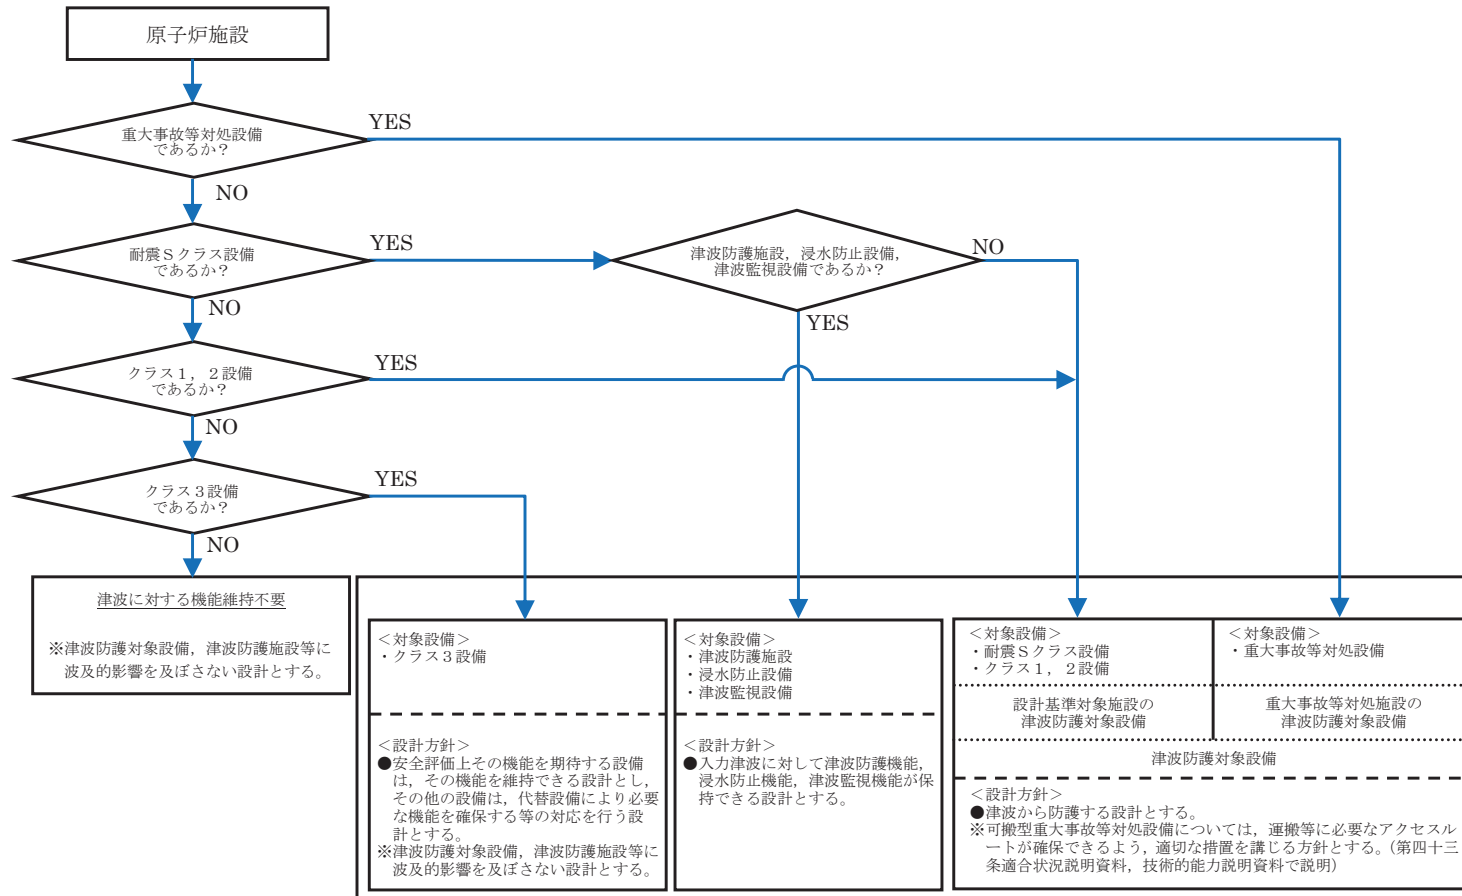 原子炉施設
重大事故等対処設備
であるか？
YES
NO
耐震Ｓクラス設備
であるか？
YES
津波防護施設，浸水防止設備，
津波監視設備であるか？
NO
NO
YES
クラス１，２設備
であるか？
YES
NO
クラス３設備
であるか？
YES
NO
津波に対する機能維持不要
※津波防護対象設備，津波防護施設等に
波及的影響を及ぼさない設計とする。
＜対象設備＞
・クラス３設備
＜設計方針＞
●安全評価上その機能を期待する設備
は，その機能を維持できる設計とし，
その他の設備は，代替設備により必要
な機能を確保する等の対応を行う設
計とする。
※津波防護対象設備，津波防護施設等に
波及的影響を及ぼさない設計とする。
＜対象設備＞
・津波防護施設
・浸水防止設備
・津波監視設備
＜設計方針＞
●入力津波に対して津波防護機能，
浸水防止機能，津波監視機能が保
持できる設計とする。
＜対象設備＞
・耐震Ｓクラス設備
・クラス１，２設備
設計基準対象施設の
津波防護対象設備
＜対象設備＞
・重大事故等対処設備
重大事故等対処施設の
津波防護対象設備
津波防護対象設備
＜設計方針＞
●津波から防護する設計とする。
※可搬型重大事故等対処設備については，運搬等に必要なアクセスル
ートが確保できるよう，適切な措置を講じる方針とする。（第四十三
条適合状況説明資料，技術的能力説明資料で説明）